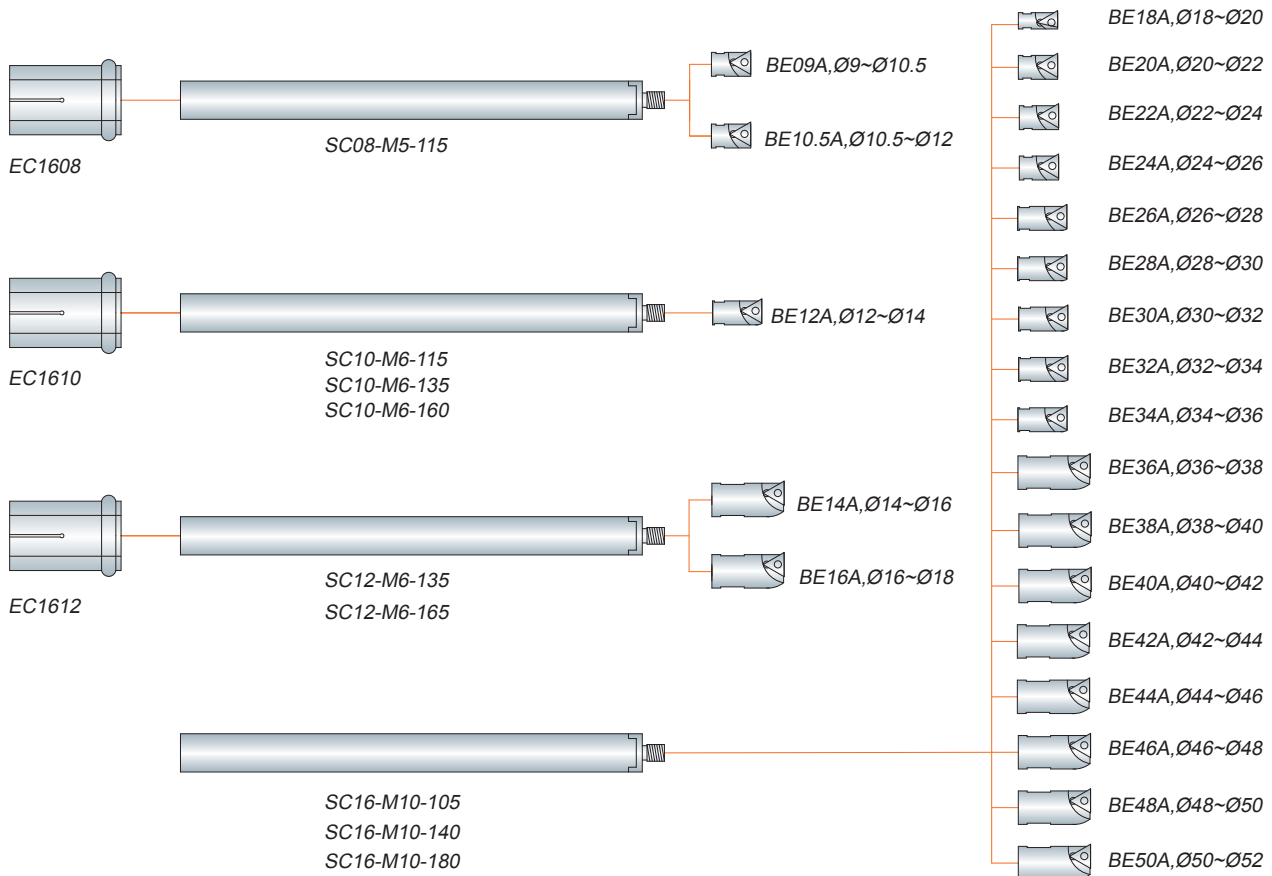 EC1608
SC08-M5-115
BE09A,Ø9~Ø10.5
BE10.5A,Ø10.5~Ø12
EC1610
SC10-M6-115
SC10-M6-135
SC10-M6-160
BE12A,Ø12~Ø14
EC1612
SC12-M6-135
SC12-M6-165
BE14A,Ø14~Ø16
BE16A,Ø16~Ø18
SC16-M10-105
SC16-M10-140
SC16-M10-180
BE18A,Ø18~Ø20
BE20A,Ø20~Ø22
BE22A,Ø22~Ø24
BE24A,Ø24~Ø26
BE26A,Ø26~Ø28
BE28A,Ø28~Ø30
BE30A,Ø30~Ø32
BE32A,Ø32~Ø34
BE34A,Ø34~Ø36
BE36A,Ø36~Ø38
BE38A,Ø38~Ø40
BE40A,Ø40~Ø42
BE42A,Ø42~Ø44
BE44A,Ø44~Ø46
BE46A,Ø46~Ø48
BE48A,Ø48~Ø50
BE50A,Ø50~Ø52